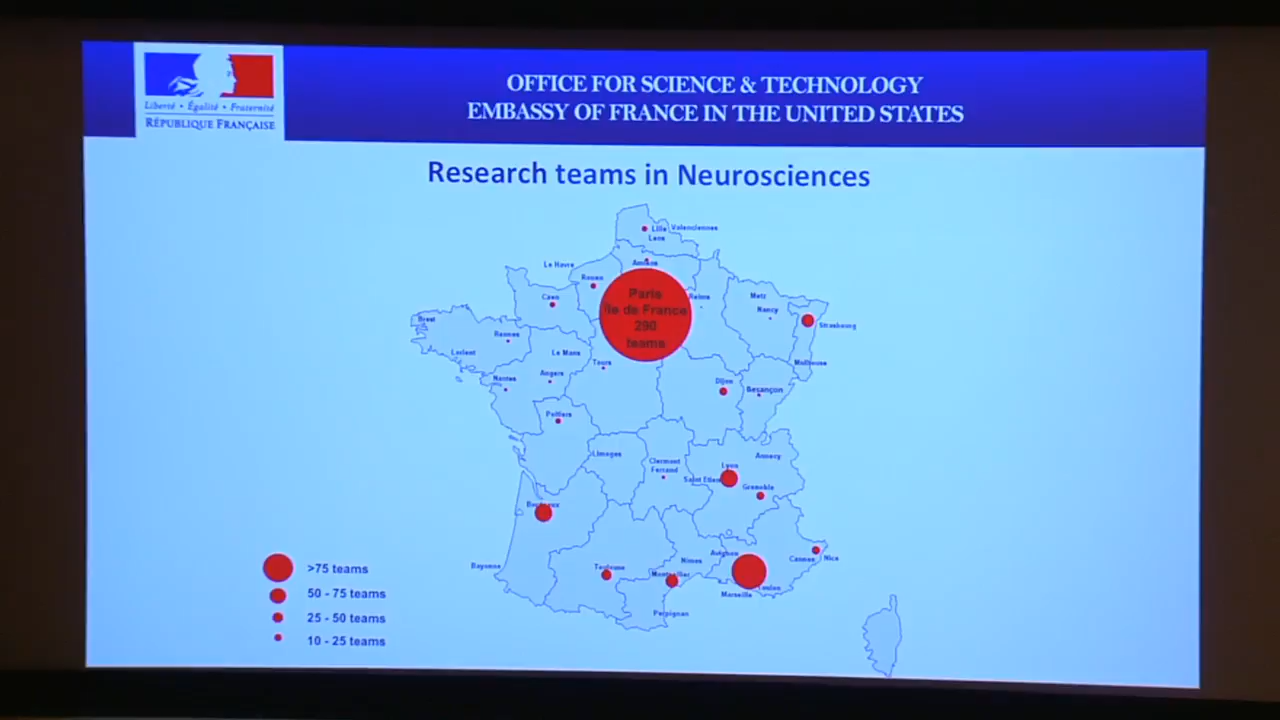 Liberté • Égalité • Fraternité
RÉPUBLIQUE FRANÇAISE
OFFICE FOR SCIENCE & TECHNOLOGY
EMBASSY OF FRANCE IN THE UNITED STATES
Research teams in Neurosciences
Lille
Valenciennes
Lens
Amiens
Le Havre
Rouen
Caen
Paris
île de France
290
teams
Reims
Metz
Nancy
Strasbourg
Mulhouse
Brest
Rennes
Lorient
Le Mans
Tours
Nantes
Angers
Dijon
Besançon
Poitiers
Limoges
Clermont
Ferrand
Lyon
Annecy
Saint Etien
Grenoble
Bordeaux
Bayonne
Toulouse
Montpellier
Nimes
Avignon
Cannes
Nice
Marseille
Toulon
Perpignan
>75 teams
50 - 75 teams
25 - 50 teams
10 - 25 teams